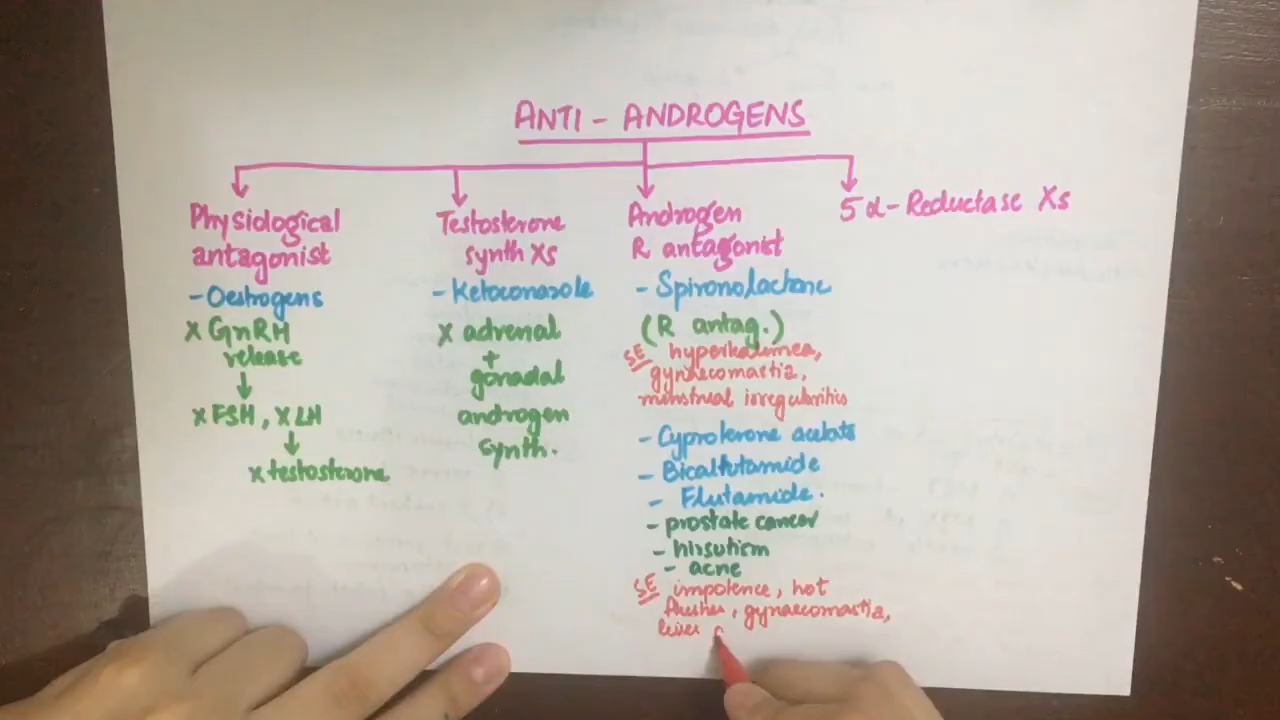 ANTI - ANDROGENS
Physiological
antagonist
- Oestrogens
x GnRH
release
x FSH, x LH
x testosterone
Testosterone
synth Xs
- Ketoconazole
x adrenal
+
gonadal
androgen
synth.
Androgen
R antagonist
- Spironolactone
(R antag.)
SE hyperkalimea,
gynaecomastia,
menstrual irregularities
- Cyproterone acetate
- Bicalutamide
- Flutamide.
- prostate cancer
- hirsutism
- acne
SE impotence, hot
flushes, gynaecomastia,
liver
5 α-Reductase Xs